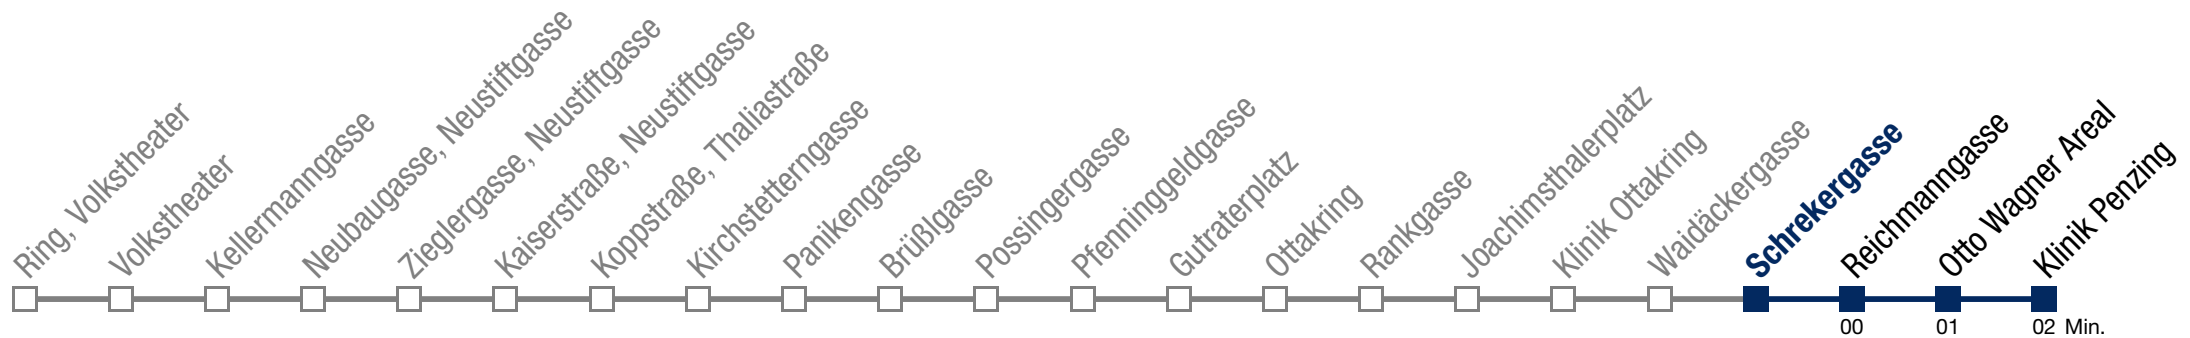 Ring, Volkstheater
Volkstheater
Kellermanngasse
Neubaugasse, Neustiftgasse
Zieglergasse, Neustiftgasse
Kaiserstraße, Neustiftgasse
Koppstraße, Thaliastraße
Kirchstetterngasse
Panikengasse
Brüßlgasse
Possingergasse
Pfenninggeldgasse
Gutraterplatz
Ottakring
Rankgasse
Joachimsthalerplatz
Klinik Ottakring
Waidäckergasse
Schrekergasse
Reichmanngasse
Otto Wagner Areal
Klinik Penzing
00 01 02 Min.